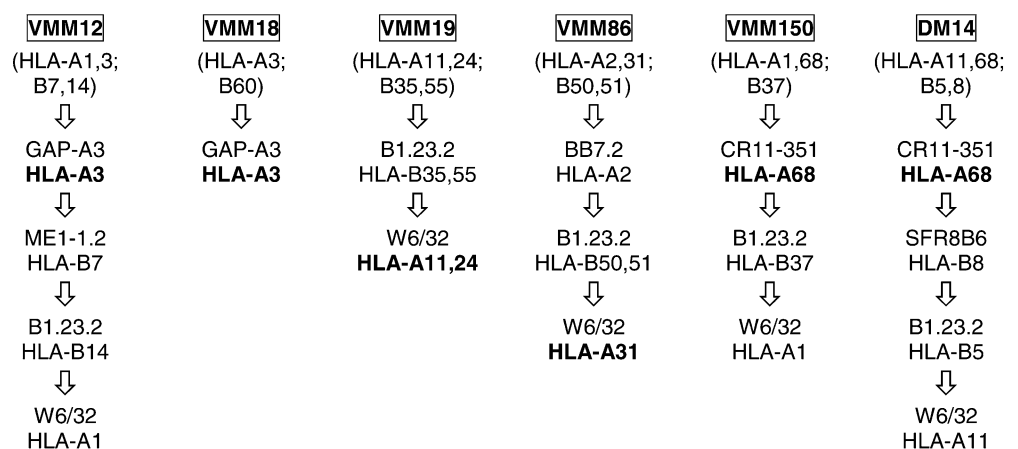 VMM12
(HLA-A1,3;
B7,14)
GAP-A3
HLA-A3
ME1-1.2
HLA-B7
B1.23.2
HLA-B14
W6/32
HLA-A1
VMM18
(HLA-A3;
B60)
GAP-A3
HLA-A3
VMM19
(HLA-A11,24;
B35,55)
B1.23.2
HLA-B35,55
W6/32
HLA-A11,24
VMM86
(HLA-A2,31;
B50,51)
BB7.2
HLA-A2
B1.23.2
HLA-B50,51
W6/32
HLA-A31
VMM150
(HLA-A1,68;
B37)
CR11-351
HLA-A68
B1.23.2
HLA-B37
W6/32
HLA-A1
DM14
(HLA-A11,68;
B5,8)
CR11-351
HLA-A68
SFR8B6
HLA-B8
B1.23.2
HLA-B5
W6/32
HLA-A11